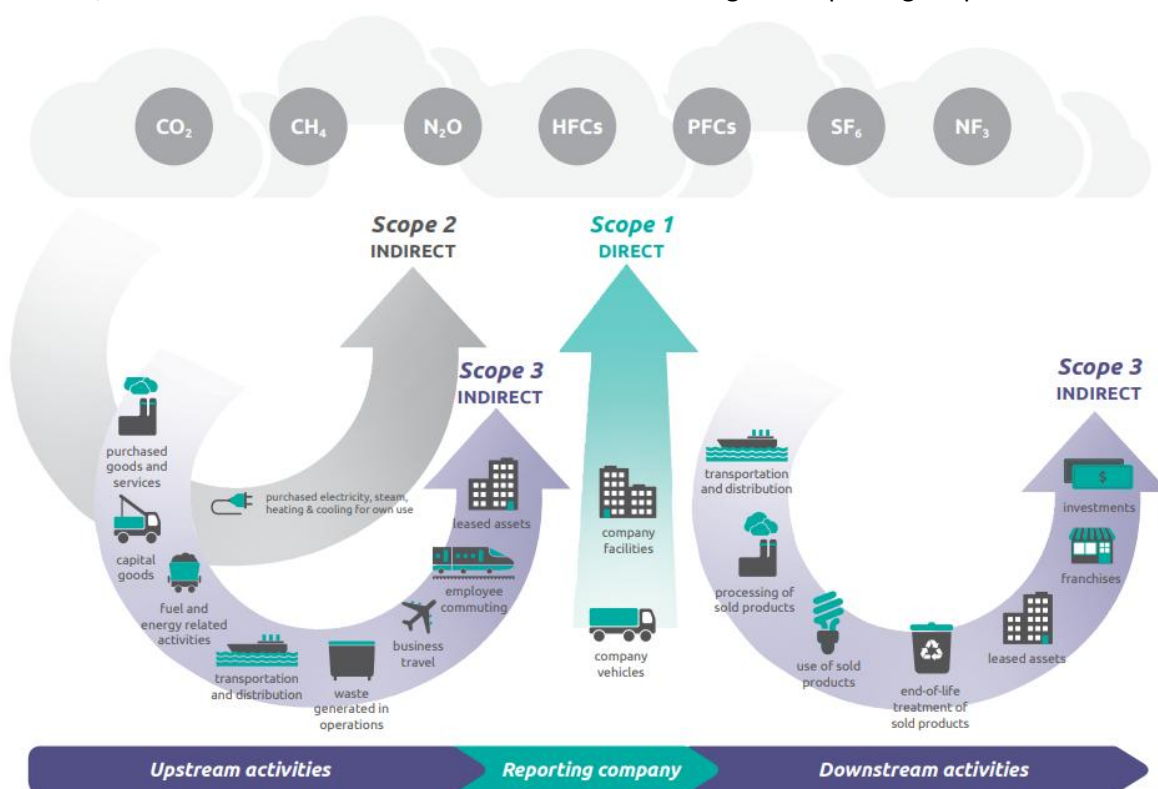 CO₂
CH₄
N₂O
HFCs
PFCs
SF₆
NF₃
Scope 2
INDIRECT
Scope 1
DIRECT
Scope 3
INDIRECT
Scope 3
INDIRECT
purchased
goods and
services
capital
goods
fuel and
energy related
activities
purchased electricity, steam,
heating & cooling for own use
transportation
and distribution
waste
generated in
operations
business
travel
employee
commuting
leased assets
company
facilities
company
vehicles
transportation
and distribution
processing of
sold products
use of sold
products
end-of-life
treatment of
sold products
leased assets
franchises
$
investments
Upstream activities
Reporting company
Downstream activities